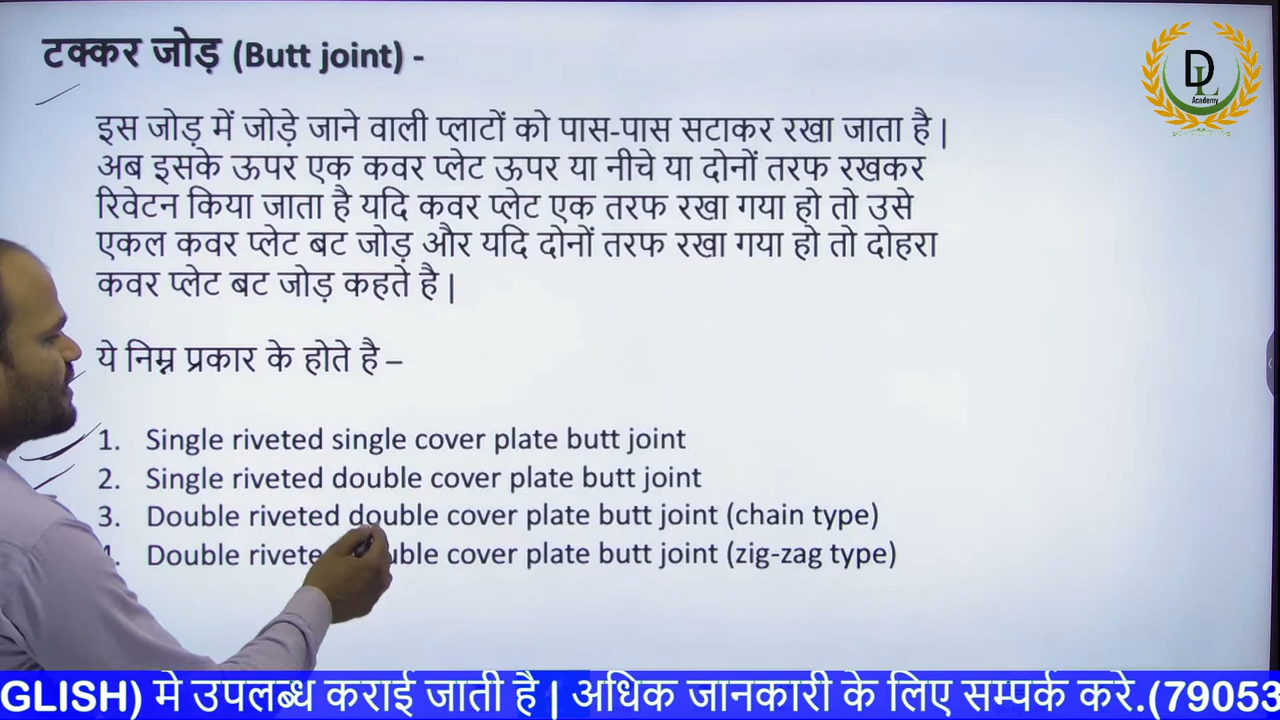 टक्कर जोड़ (Butt joint) -
DL
Academy
इस जोड़ में जोड़े जाने वाली प्लाटों को पास-पास सटाकर रखा जाता है |
अब इसके ऊपर एक कवर प्लेट ऊपर या नीचे या दोनों तरफ रखकर
रिवेटन किया जाता है यदि कवर प्लेट एक तरफ रखा गया हो तो उसे
एकल कवर प्लेट बट जोड़ और यदि दोनों तरफ रखा गया हो तो दोहरा
कवर प्लेट बट जोड़ कहते है |
ये निम्न प्रकार के होते है –
1. Single riveted single cover plate butt joint
2. Single riveted double cover plate butt joint
3. Double riveted double cover plate butt joint (chain type)
Double cover plate butt joint (zig-zag type)
GLISH) मे उपलब्ध कराई जाती है | अधिक जानकारी के लिए सम्पर्क करे.(79053